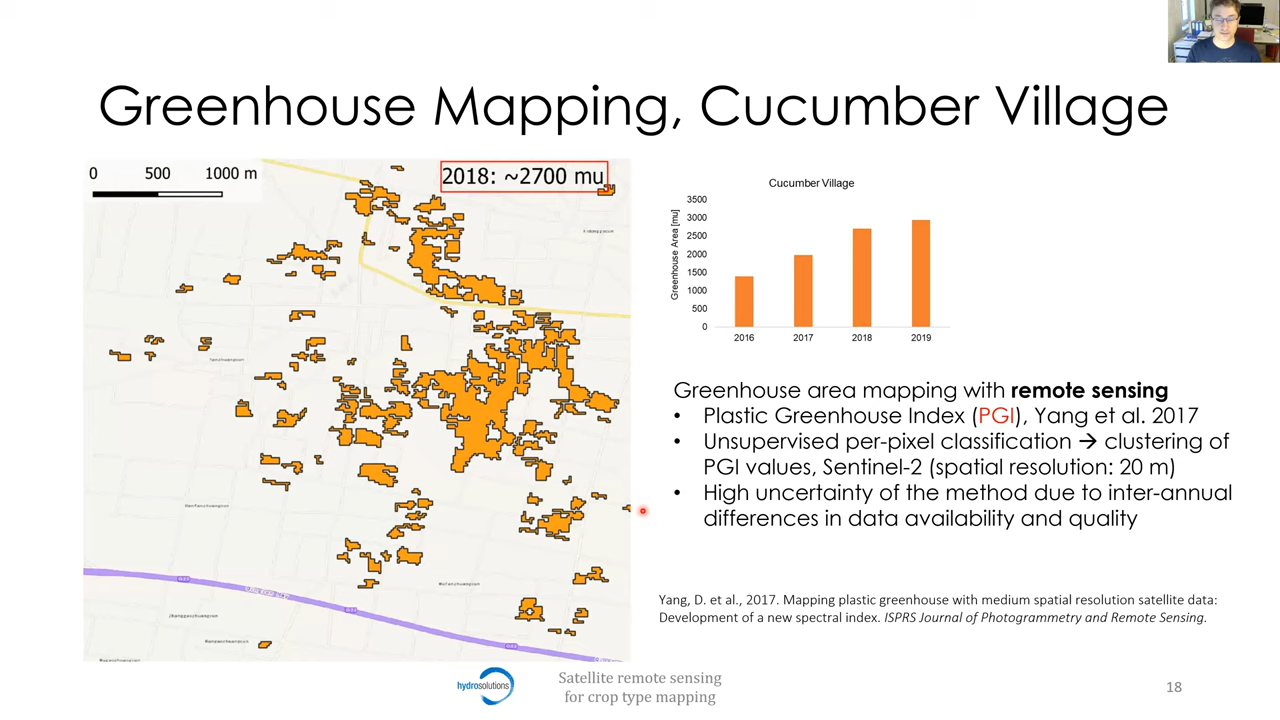 Greenhouse Mapping, Cucumber Village
0 500 1000 m
2018: ~2700 mu
Cucumber Village
Greenhouse Area [mu]
3500
3000
2500
2000
1500
1000
500
0
2016 2017 2018 2019
Greenhouse area mapping with remote sensing
• Plastic Greenhouse Index (PGI), Yang et al. 2017
• Unsupervised per-pixel classification → clustering of
PGI values, Sentinel-2 (spatial resolution: 20 m)
• High uncertainty of the method due to inter-annual
differences in data availability and quality
Yang, D. et al., 2017. Mapping plastic greenhouse with medium spatial resolution satellite data:
Development of a new spectral index. ISPRS Journal of Photogrammetry and Remote Sensing.
hydrosolutions
Satellite remote sensing
for crop type mapping
18